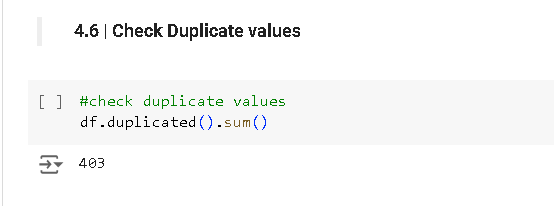 4.6 | Check Duplicate values
[ ] #check duplicate values
df.duplicated().sum()
403